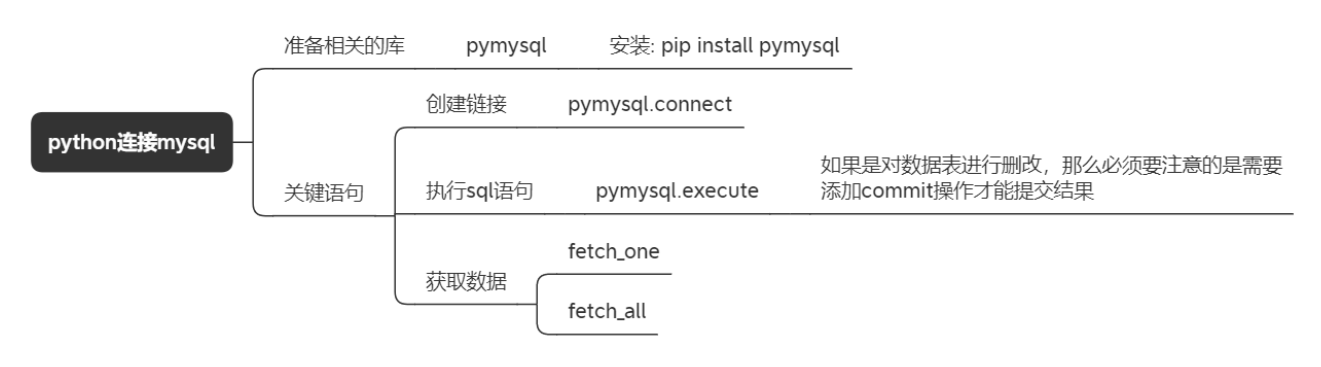 准备相关的库
pymysql
安装: pip install pymysql
python连接mysql
关键语句
创建链接
pymysql.connect
执行sql语句
pymysql.execute
如果是对数据表进行删改，那么必须要注意的是需要
添加commit操作才能提交结果
获取数据
fetch_one
fetch_all